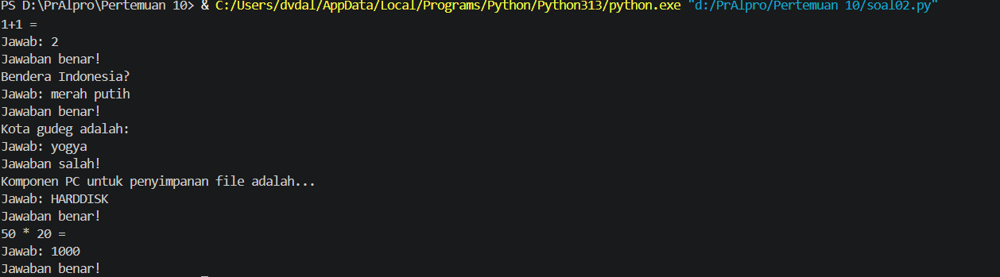 PS D:\PrAlpro\Pertemuan 10> & C:/Users/dvdal/AppData/Local/Programs/Python/Python313/python.exe "d:/PrAlpro/Pertemuan 10/soal02.py"
1+1 =
Jawab: 2
Jawaban benar!
Bendera Indonesia?
Jawab: merah putih
Jawaban benar!
Kota gudeg adalah:
Jawab: yogya
Jawaban salah!
Komponen PC untuk penyimpanan file adalah...
Jawab: HARDDISK
Jawaban benar!
50 * 20 =
Jawab: 1000
Jawaban benar!